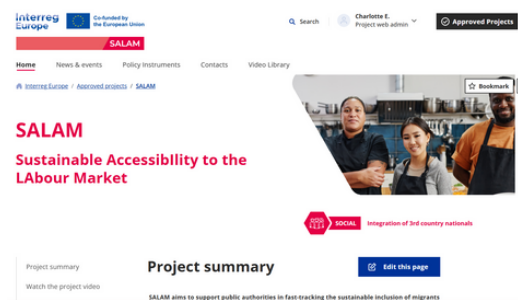 Interreg
Europe
Co-funded by
the European Union
Search
Charlotte E.
Project web admin
Approved Projects
SALAM
Home
News & events
Policy Instruments
Contacts
Video Library
Interreg Europe / Approved projects / SALAM
Bookmark
SALAM
Sustainable AccessibIlity to the
LAbour Market
SOCIAL
Integration of 3rd country nationals
Project summary
Watch the project video
Project summary
Edit this page
SALAM aims to support public authorities in fast-tracking the sustainable inclusion of migrants